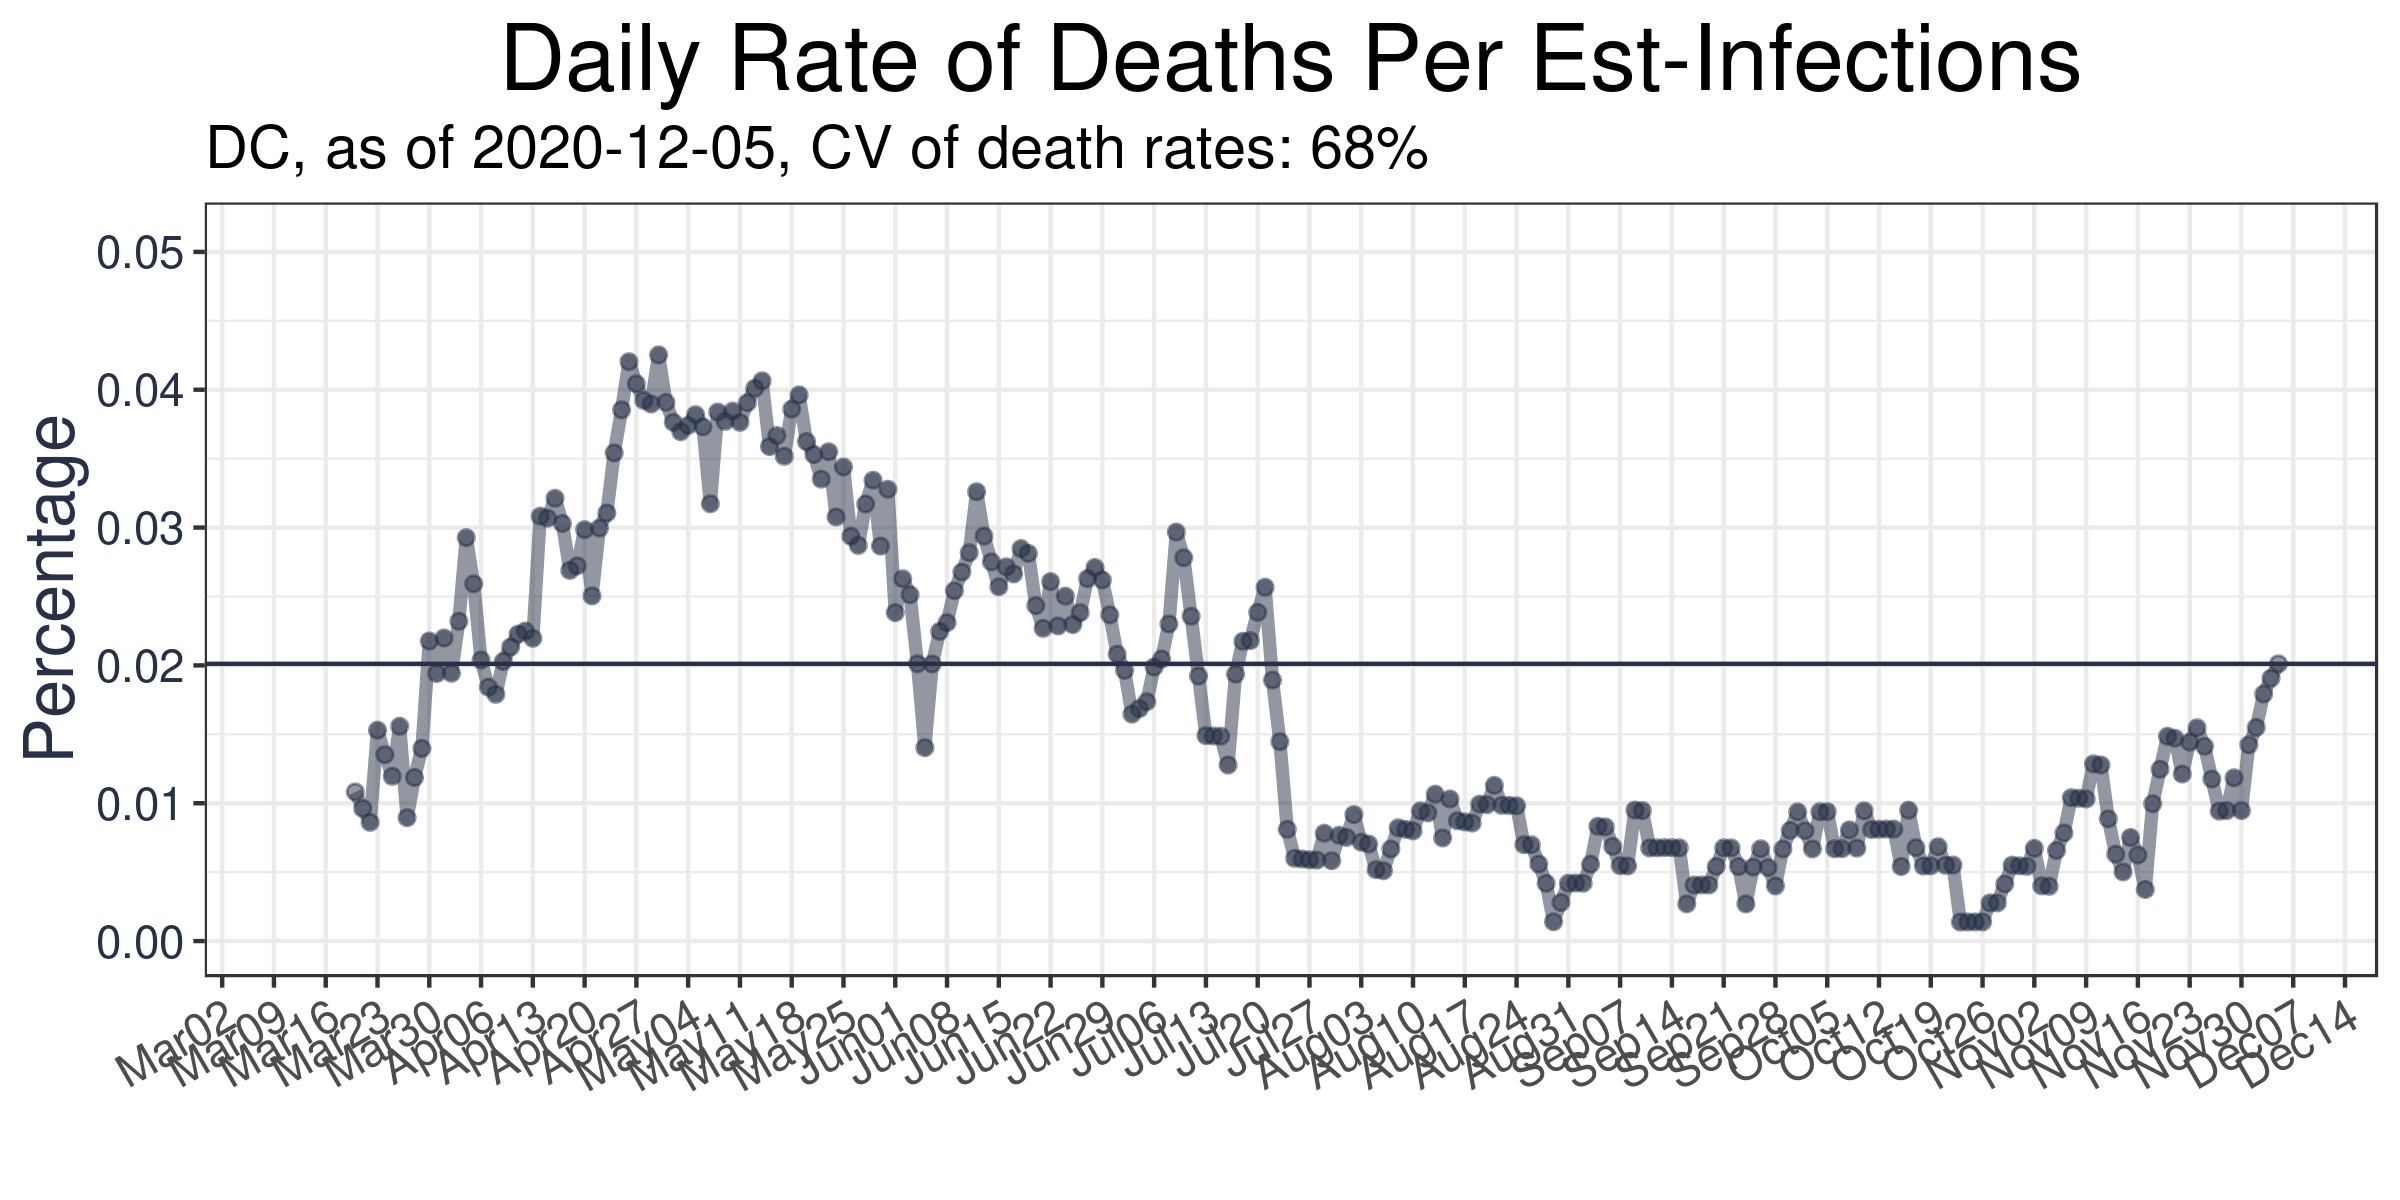 Daily Rate of Deaths Per Est-Infections
DC, as of 2020-12-05, CV of death rates: 68%
Percentage
0.05
0.04
0.03
0.02
0.01
0.00
Mar02
Mar09
Mar16
Mar23
Mar30
Apr06
Apr13
Apr20
Apr27
May04
May11
May18
May25
Jun01
Jun08
Jun15
Jun22
Jun29
Jul06
Jul13
Jul20
Jul27
Aug03
Aug10
Aug17
Aug24
Aug31
Sep07
Sep14
Sep21
Sep28
Oct05
Oct12
Oct19
Oct26
Nov02
Nov09
Nov16
Nov23
Nov30
Dec07
Dec14